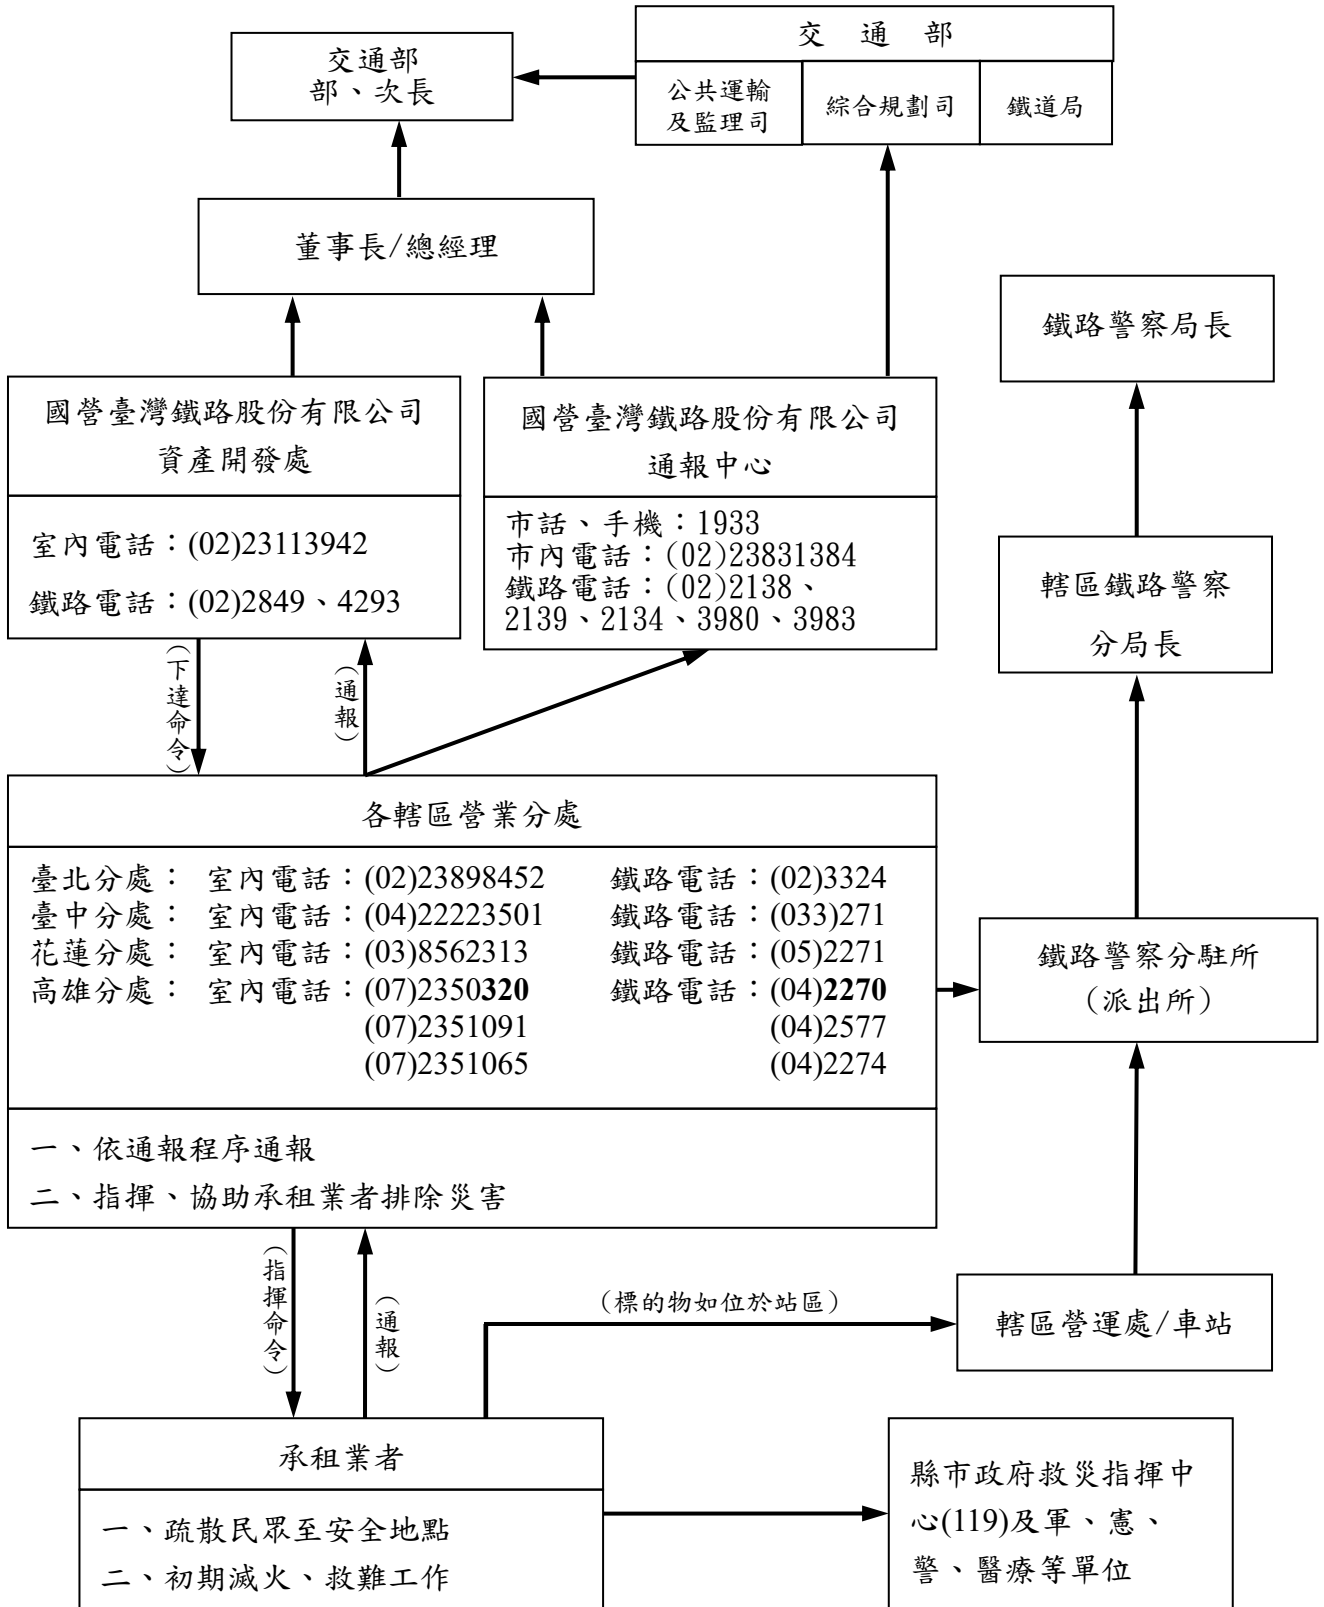 交通部
部、次長
交通部
公共運輸
及監理司
綜合規劃司
鐵道局
董事長/總經理
鐵路警察局長
國營臺灣鐵路股份有限公司
資產開發處
室內電話：(02)23113942
鐵路電話：(02)2849、4293
國營臺灣鐵路股份有限公司
通報中心
市話、手機：1933
市內電話：(02)23831384
鐵路電話：(02)2138、
2139、2134、3980、3983
轄區鐵路警察
分局長
(下達命令)
(通報)
各轄區營業分處
臺北分處： 室內電話：(02)23898452 鐵路電話：(02)3324
臺中分處： 室內電話：(04)22223501 鐵路電話：(033)271
花蓮分處： 室內電話：(03)8562313 鐵路電話：(05)2271
高雄分處： 室內電話：(07)2350320 鐵路電話：(04)2270
(07)2351091 (04)2577
(07)2351065 (04)2274
一、依通報程序通報
二、指揮、協助承租業者排除災害
鐵路警察分駐所
(派出所)
(指揮命令)
(通報)
(標的物如位於站區)
轄區營運處/車站
承租業者
一、疏散民眾至安全地點
二、初期滅火、救難工作
縣市政府救災指揮中
心(119)及軍、憲、
警、醫療等單位